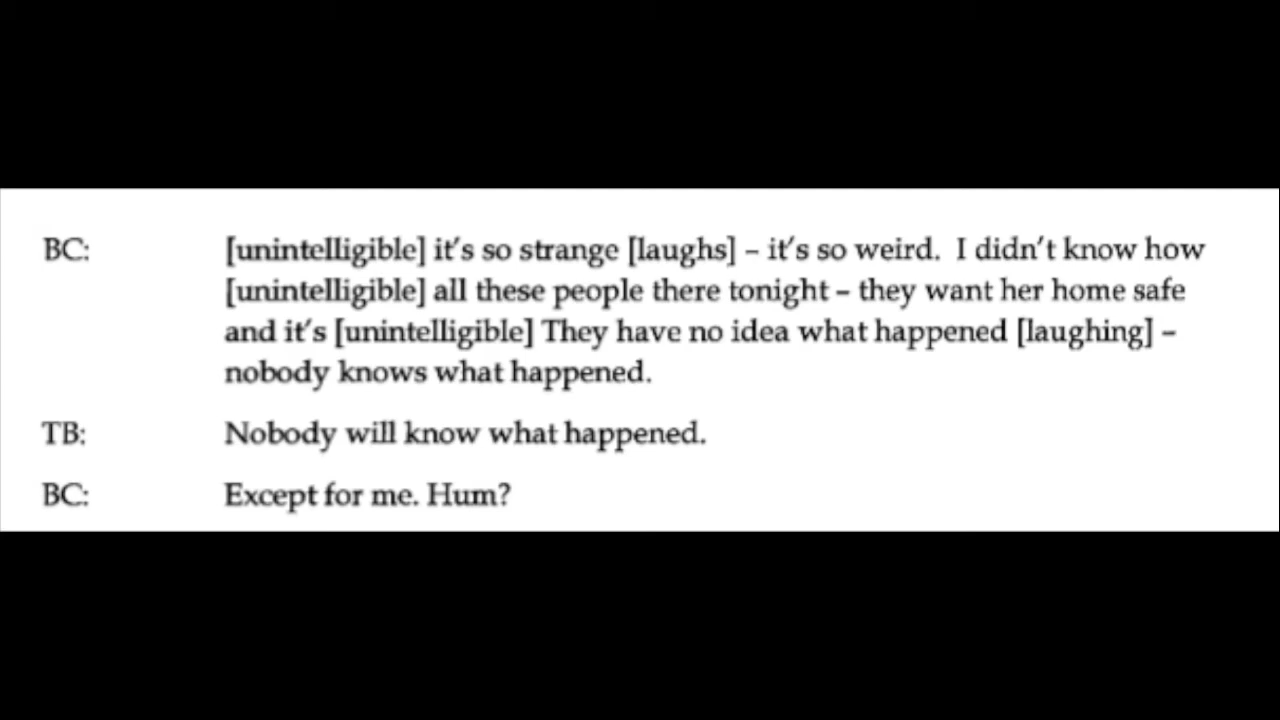 BC: [unintelligible] it's so strange [laughs] – it's so weird.  I didn't know how
[unintelligible] all these people there tonight – they want her home safe
and it's [unintelligible] They have no idea what happened [laughing] –
nobody knows what happened.
TB: Nobody will know what happened.
BC: Except for me. Hum?